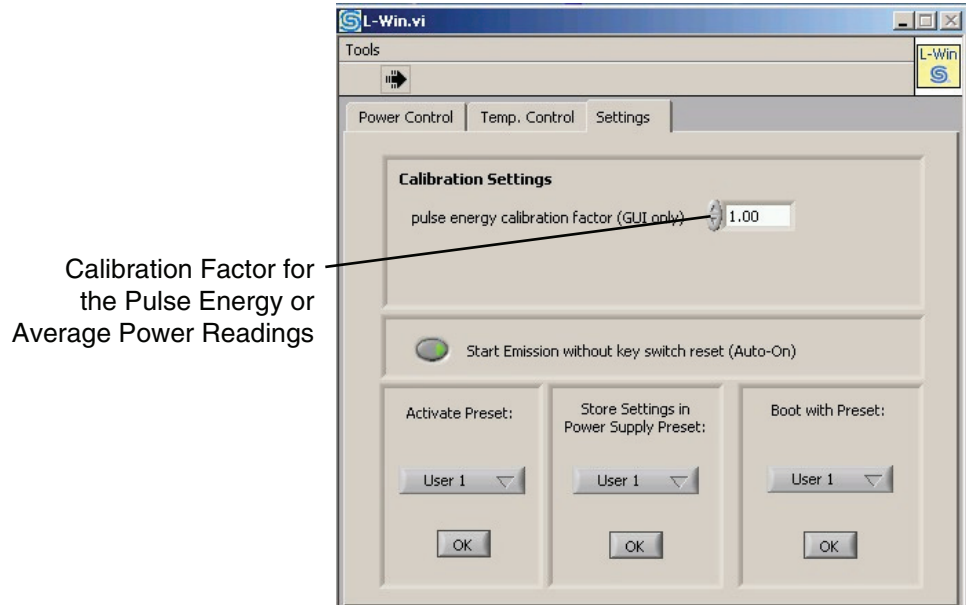 L-Win.vi
Tools
L-Win
Power Control
Temp. Control
Settings
Calibration Settings
pulse energy calibration factor (GUI only)
1.00
Calibration Factor for
the Pulse Energy or
Average Power Readings
Start Emission without key switch reset (Auto-On)
Activate Preset:
User 1
OK
Store Settings in
Power Supply Preset:
User 1
OK
Boot with Preset:
User 1
OK